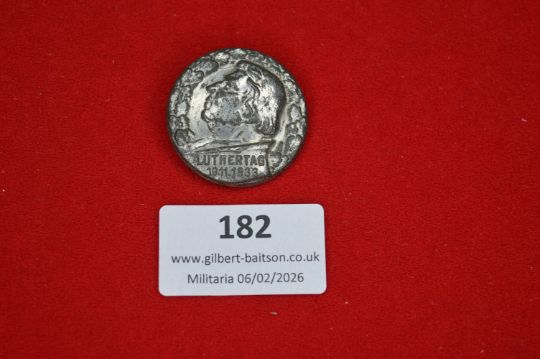 LUTHERTAG
19.11.1933
182
www.gilbert-baitson.co.uk
Militaria 06/02/2026